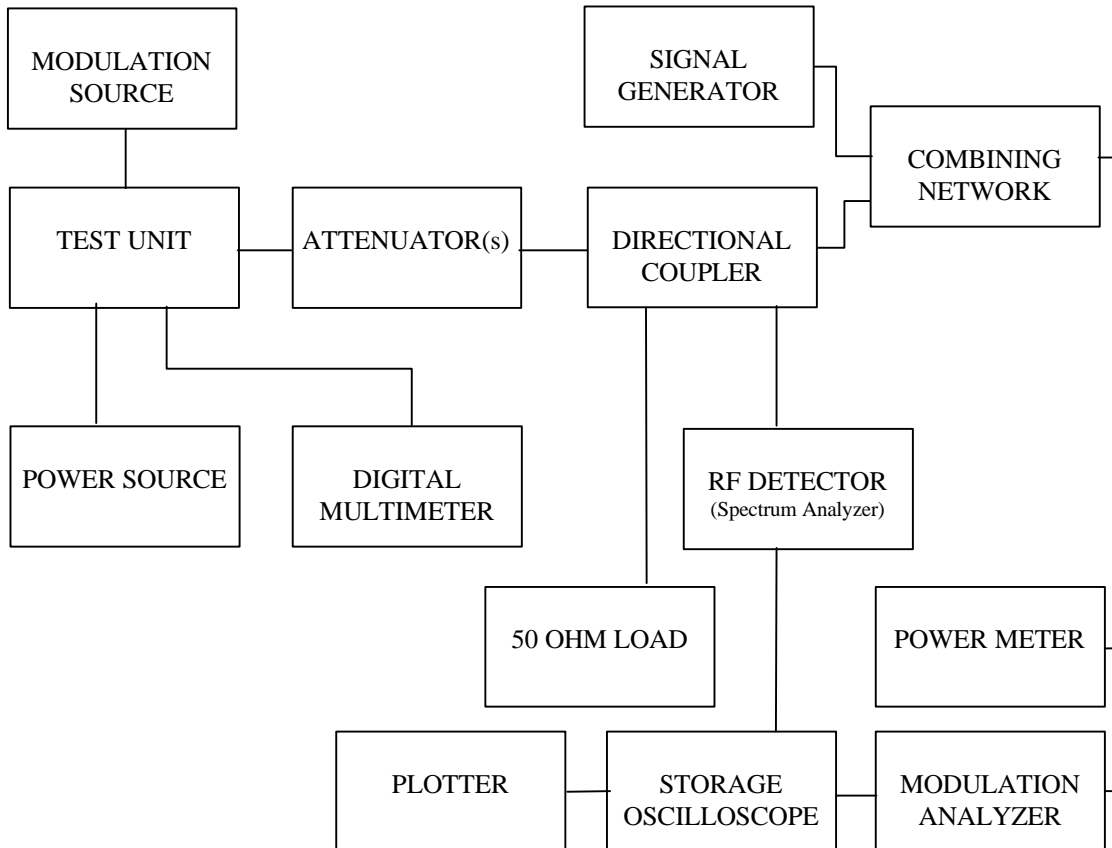 MODULATION
SOURCE
SIGNAL
GENERATOR
COMBINING
NETWORK
TEST UNIT
ATTENUATOR(s)
DIRECTIONAL
COUPLER
POWER SOURCE
DIGITAL
MULTIMETER
RF DETECTOR
(Spectrum Analyzer)
50 OHM LOAD
POWER METER
PLOTTER
STORAGE
OSCILLOSCOPE
MODULATION
ANALYZER